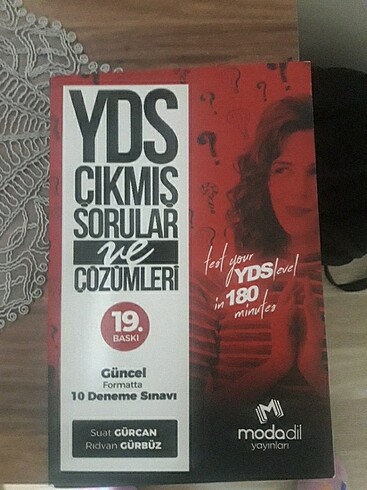 YDS
ÇIKMIŞ
SORULAR
ve
ÇÖZÜMLERİ
19.
BASKI
Güncel
Formatta
10 Deneme Sınavı
Suat GÜRCAN
Rıdvan GÜRBÜZ
test your
YDS level
in 180
minutes
modadil
yayınları